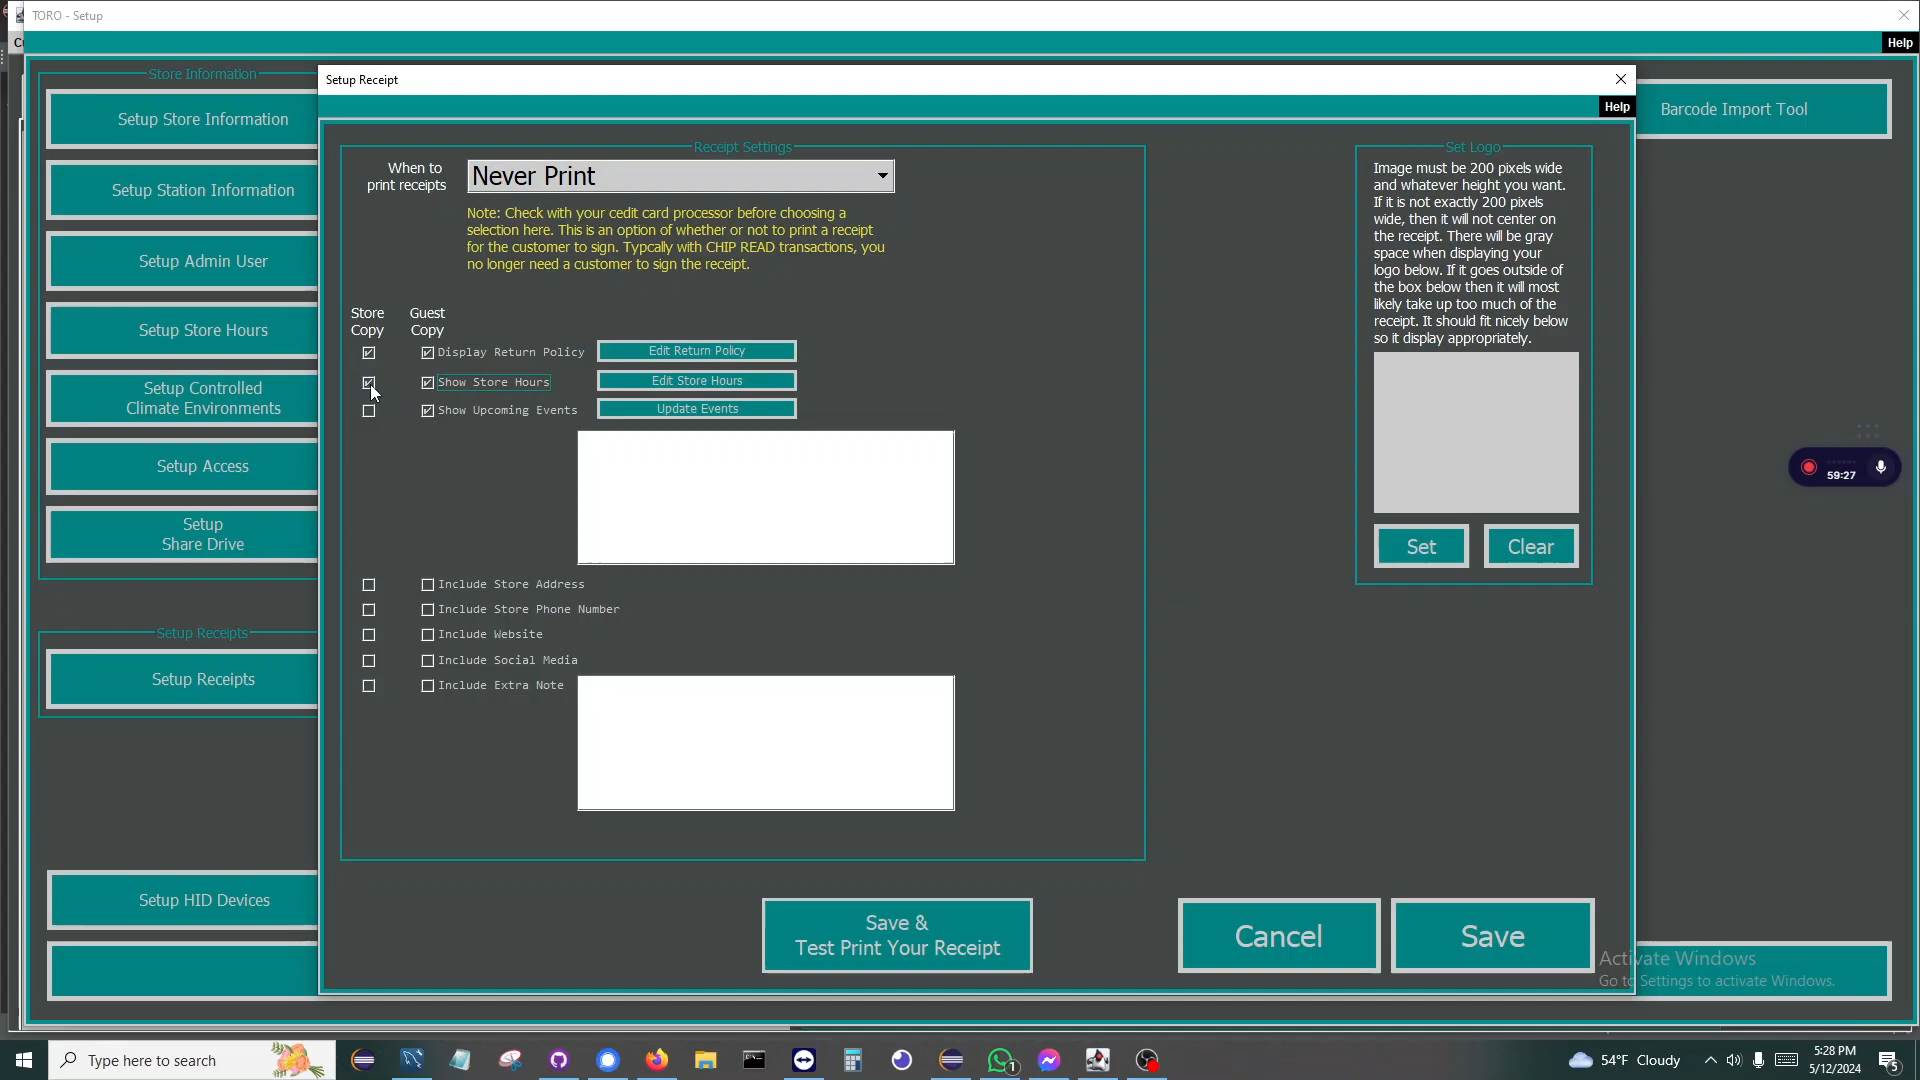 TORO - Setup
Help
Store Information
Setup Store Information
Setup Station Information
Setup Admin User
Setup Store Hours
Setup Controlled
Climate Environments
Setup Access
Setup
Share Drive
Setup Receipts
Setup Receipts
Setup HID Devices
Barcode Import Tool
Setup Receipt
Help
Receipt Settings
When to
print receipts
Never Print
Note: Check with your cedit card processor before choosing a
selection here. This is an option of whether or not to print a receipt
for the customer to sign. Typcally with CHIP READ transactions, you
no longer need a customer to sign the receipt.
Store
Copy
Guest
Copy
Display Return Policy
Edit Return Policy
Show Store Hours
Edit Store Hours
Show Upcoming Events
Update Events
Include Store Address
Include Store Phone Number
Include Website
Include Social Media
Include Extra Note
Set Logo
Image must be 200 pixels wide
and whatever height you want.
If it is not exactly 200 pixels
wide, then it will not center on
the receipt. There will be gray
space when displaying your
logo below. If it goes outside of
the box below then it will most
likely take up too much of the
receipt. It should fit nicely below
so it display appropriately.
Set
Clear
Save &
Test Print Your Receipt
Cancel
Save
59:27
Activate Windows
Go to Settings to activate Windows.
Type here to search
1
54°F Cloudy
5:28 PM
5/12/2024
5